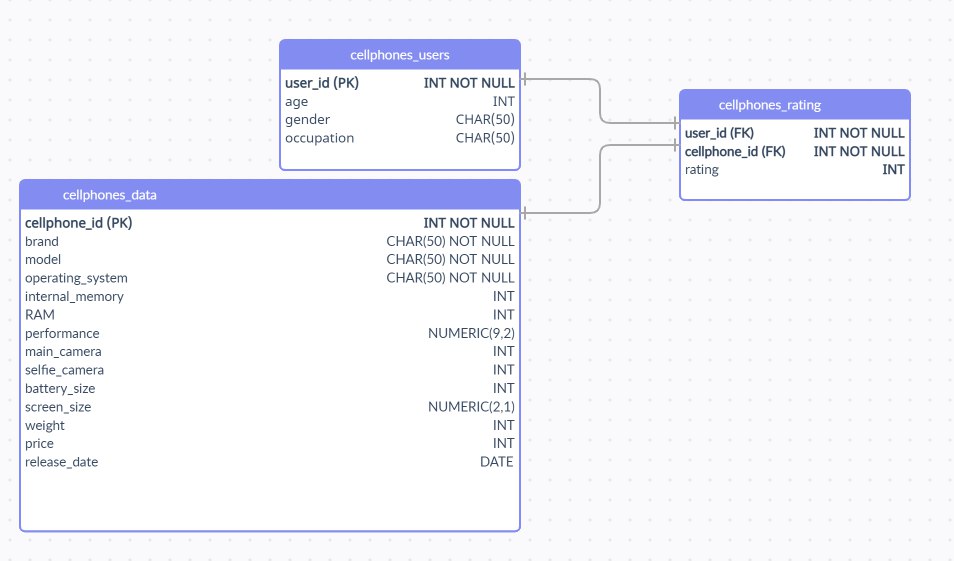 cellphones_users
user_id (PK) INT NOT NULL
age INT
gender CHAR(50)
occupation CHAR(50)
cellphones_rating
user_id (FK) INT NOT NULL
cellphone_id (FK) INT NOT NULL
rating INT
cellphones_data
cellphone_id (PK) INT NOT NULL
brand CHAR(50) NOT NULL
model CHAR(50) NOT NULL
operating_system CHAR(50) NOT NULL
internal_memory INT
RAM INT
performance NUMERIC(9,2)
main_camera INT
selfie_camera INT
battery_size INT
screen_size NUMERIC(2,1)
weight INT
price INT
release_date DATE